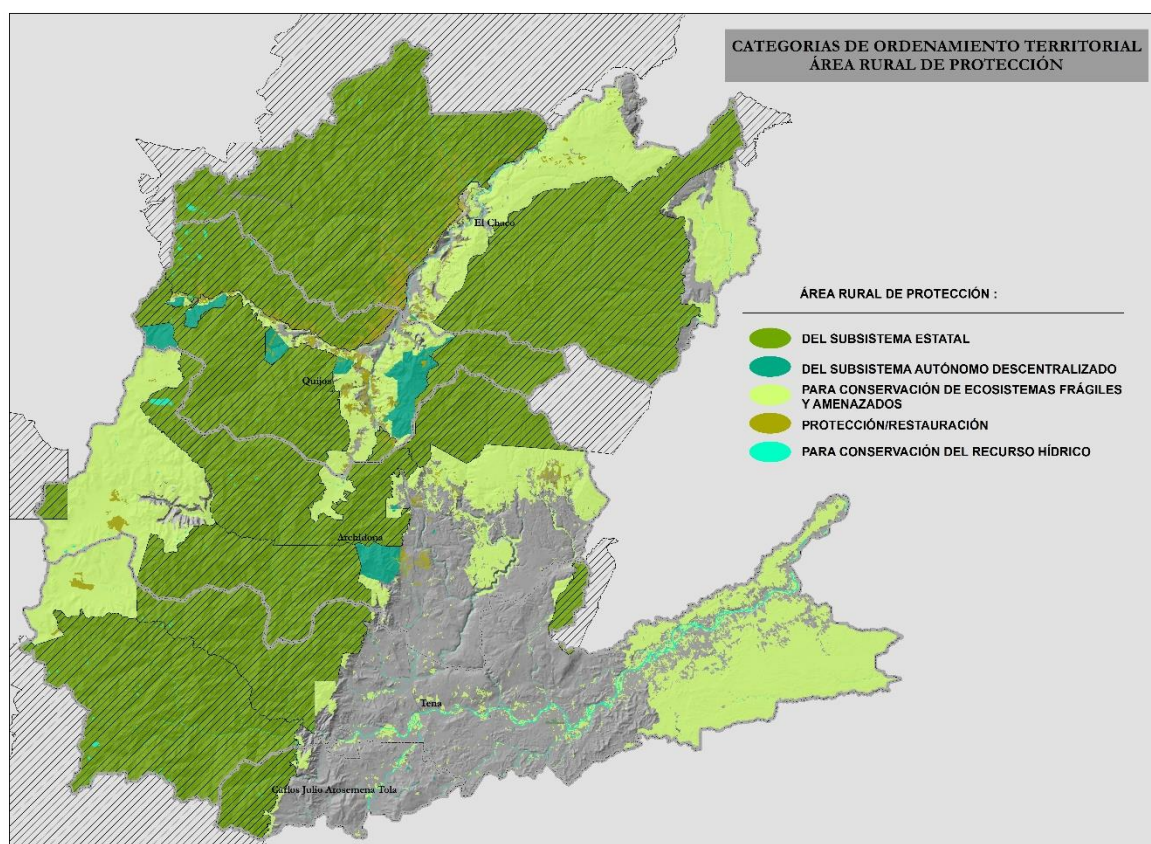 CATEGORIAS DE ORDENAMIENTO TERRITORIAL
ÁREA RURAL DE PROTECCIÓN
El Chaco
ÁREA RURAL DE PROTECCIÓN :
DEL SUBSISTEMA ESTATAL
DEL SUBSISTEMA AUTÓNOMO DESCENTRALIZADO
PARA CONSERVACIÓN DE ECOSISTEMAS FRÁGILES
Y AMENAZADOS
PROTECCIÓN/RESTAURACIÓN
PARA CONSERVACIÓN DEL RECURSO HÍDRICO
Quijos
Archidona
Tena
Carlos Julio Arosemena Tola